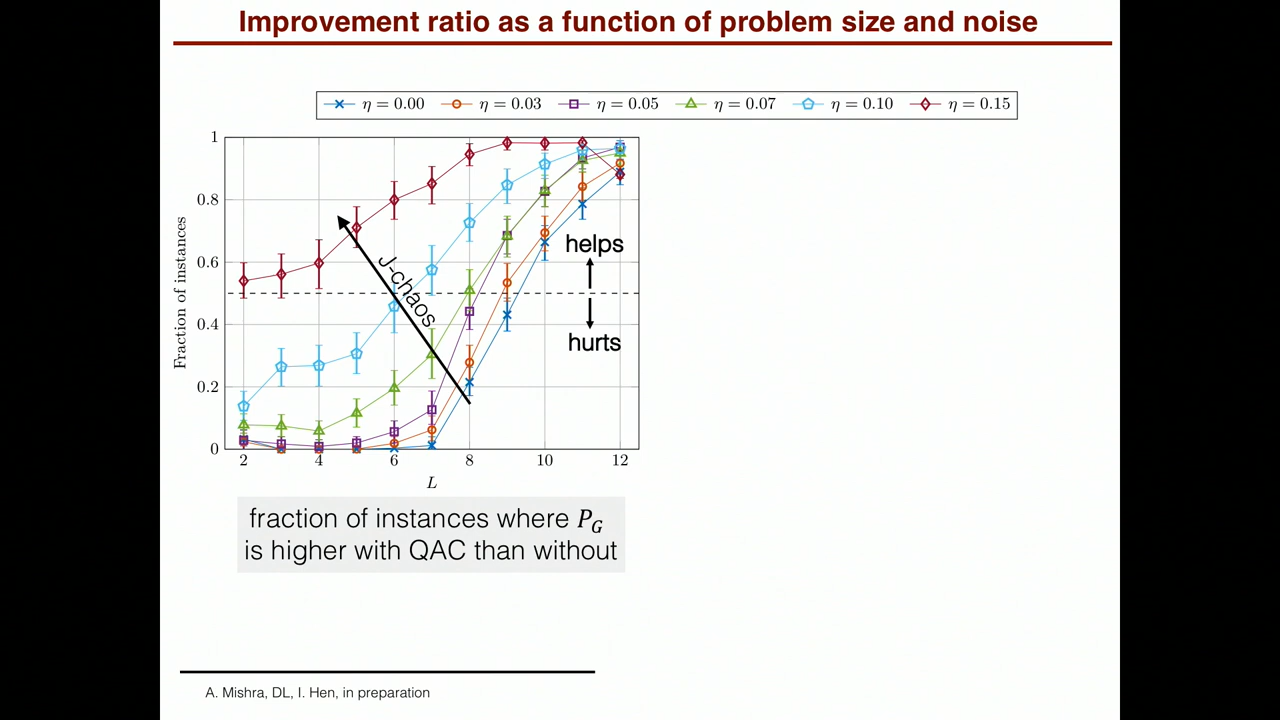 Improvement ratio as a function of problem size and noise
η = 0.00 η = 0.03 η = 0.05 η = 0.07 η = 0.10 η = 0.15
Fraction of instances
1
0.8
0.6
0.4
0.2
0
2 4 6 8 10 12
L
J-chaos
helps
hurts
fraction of instances where P_G
is higher with QAC than without
A. Mishra, DL, I. Hen, in preparation